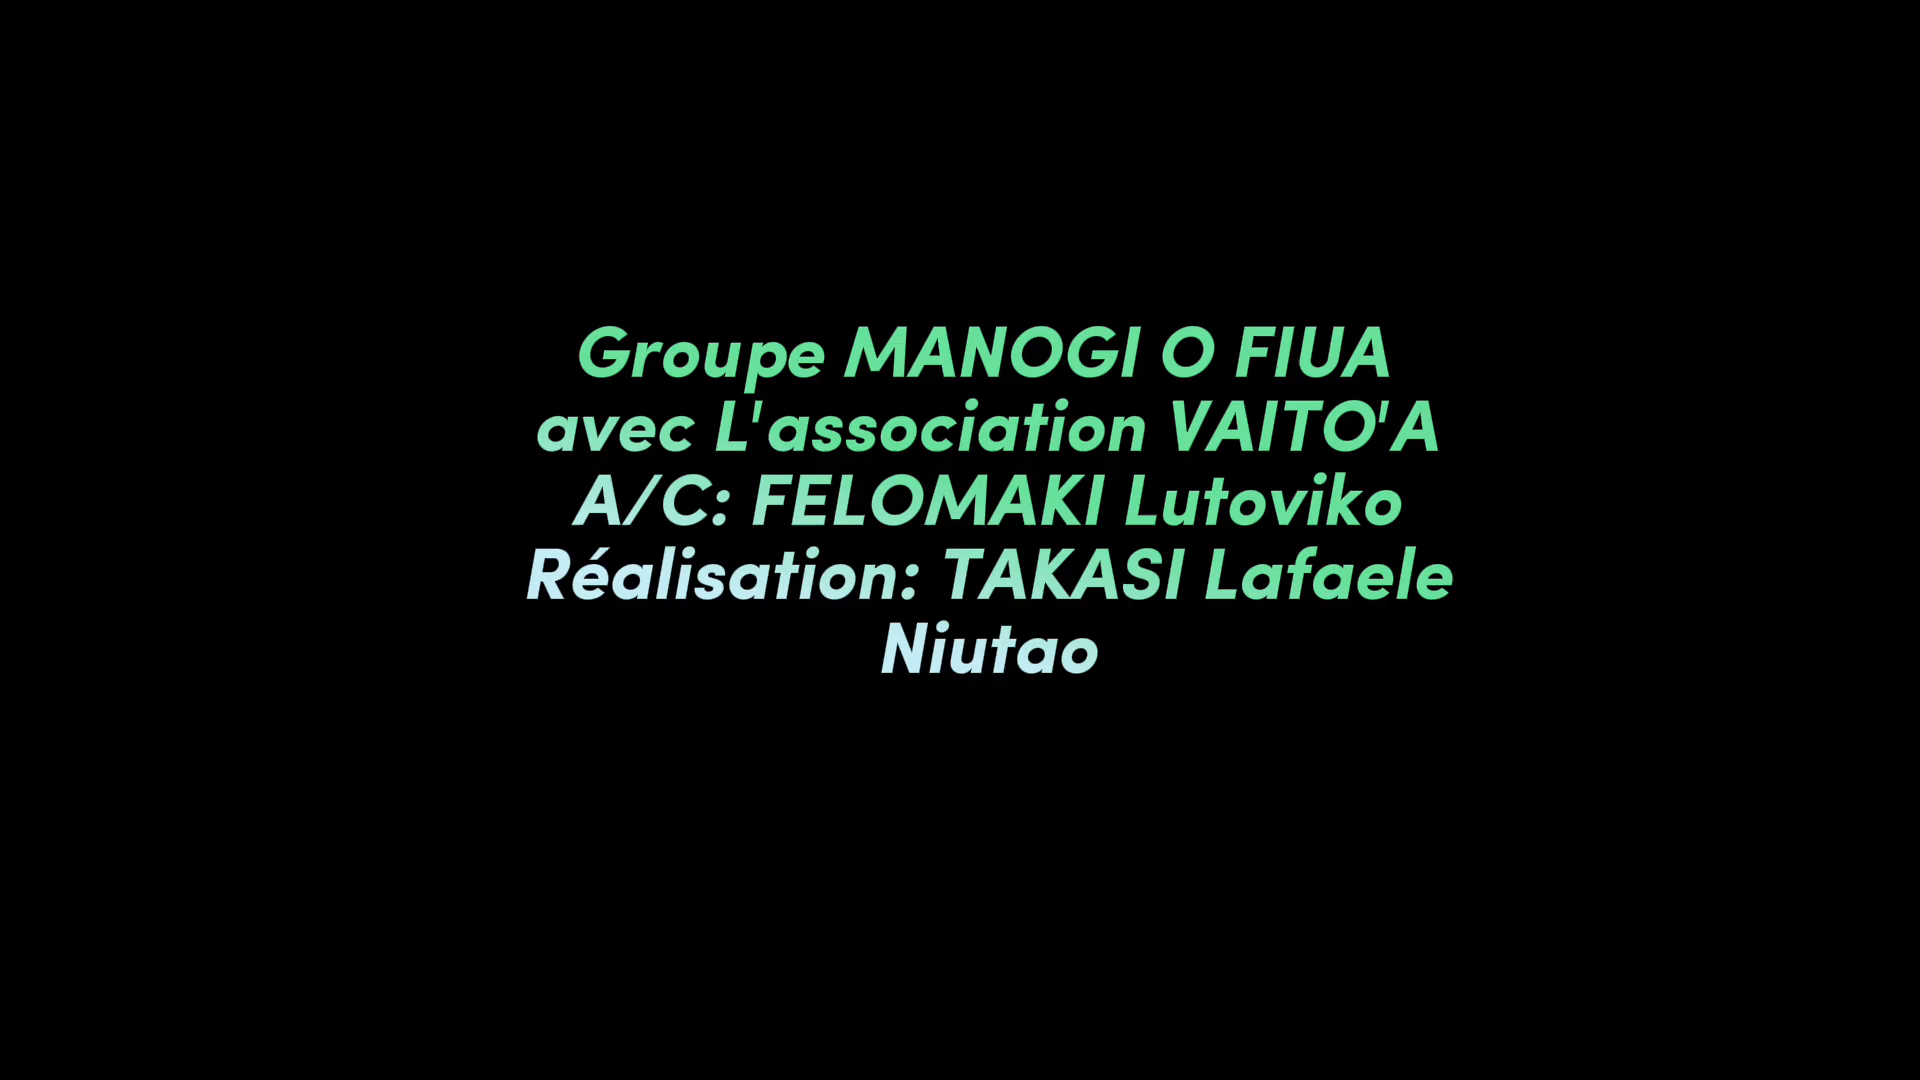 Groupe MANOGI O FIUA
avec L'association VAITO'A
A/C: FELOMAKI Lutoviko
Réalisation: TAKASI Lafaele
Niutao